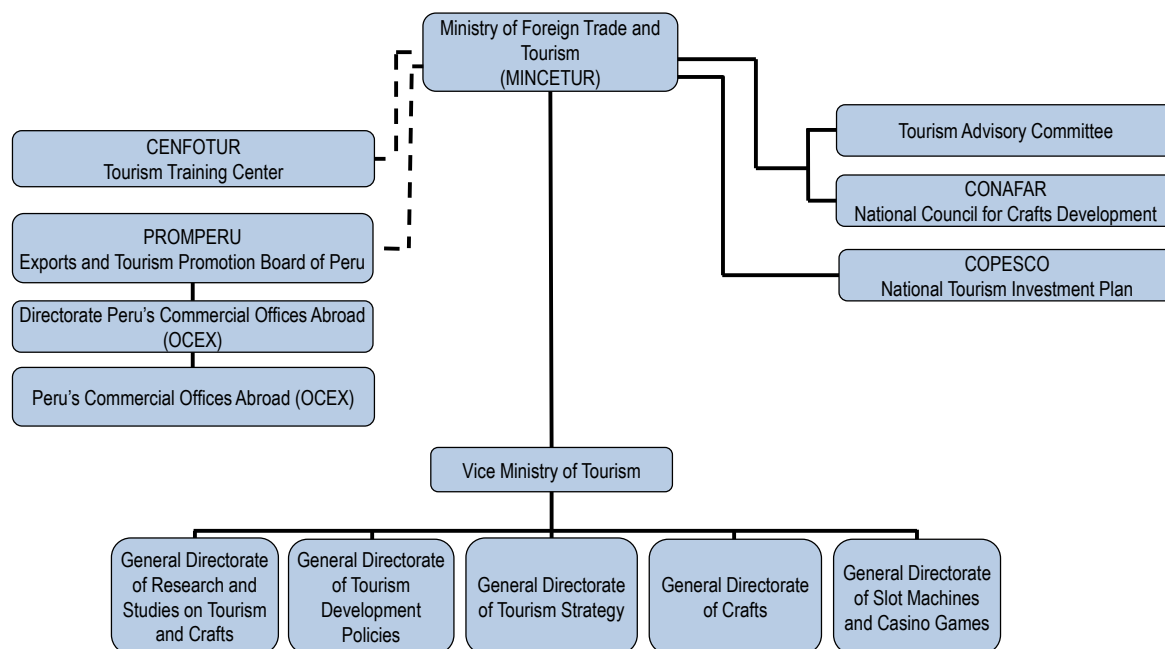 Ministry of Foreign Trade and
Tourism
(MINCETUR)
CENFOTUR
Tourism Training Center
PROMPERU
Exports and Tourism Promotion Board of Peru
Directorate Peru's Commercial Offices Abroad
(OCEX)
Peru's Commercial Offices Abroad (OCEX)
Tourism Advisory Committee
CONAFAR
National Council for Crafts Development
COPESCO
National Tourism Investment Plan
Vice Ministry of Tourism
General Directorate
of Research and
Studies on Tourism
and Crafts
General Directorate
of Tourism
Development
Policies
General Directorate
of Tourism Strategy
General Directorate
of Crafts
General Directorate
of Slot Machines
and Casino Games